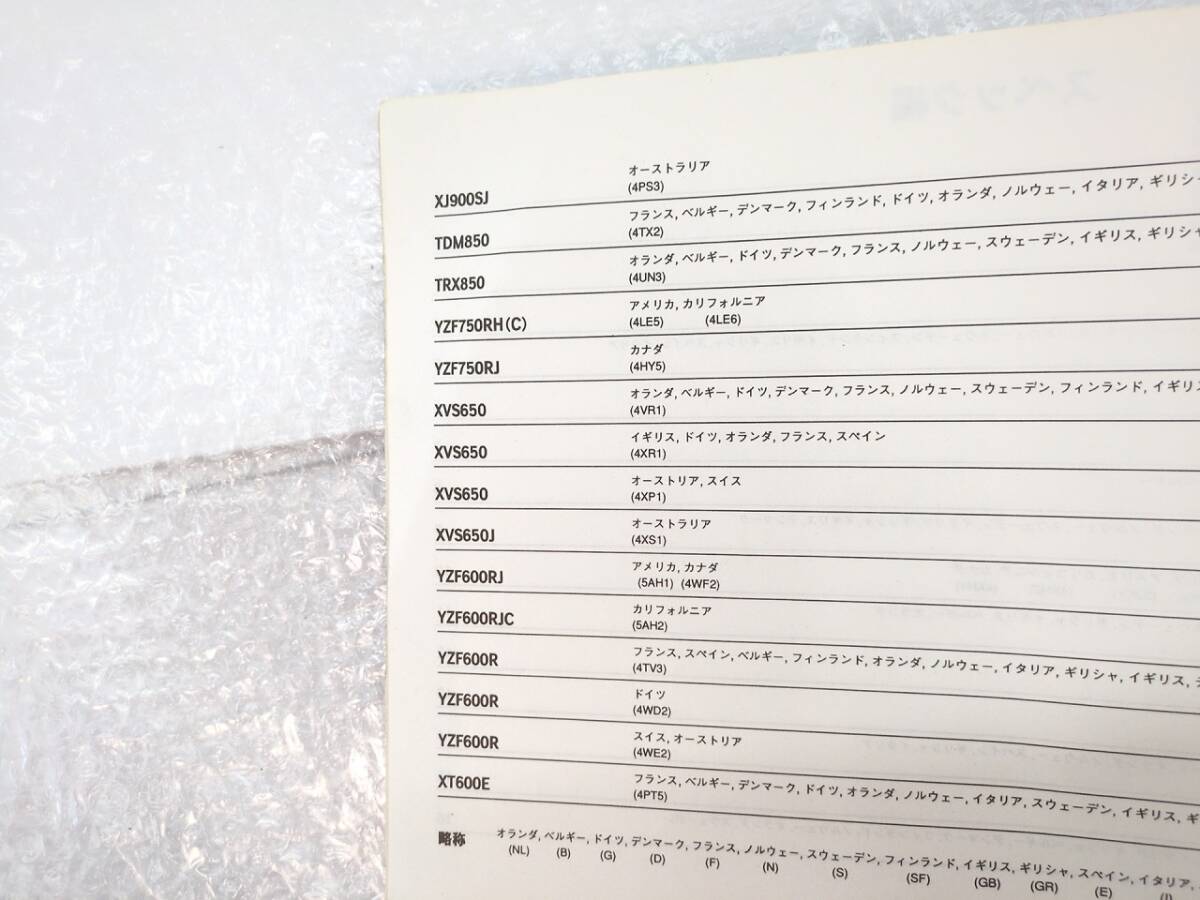 スペック編
オーストラリア
XJ900SJ (4PS3)
フランス, ベルギー, デンマーク, フィンランド, ドイツ, オランダ, ノルウェー, イタリア, ギリシャ
TDM850 (4TX2)
オランダ, ベルギー, ドイツ, デンマーク, フランス, ノルウェー, スウェーデン, イギリス, ギリシャ
TRX850 (4UN3)
アメリカ, カリフォルニア
YZF750RH(C) (4LE5) (4LE6)
カナダ
YZF750RJ (4HY5)
オランダ, ベルギー, ドイツ, デンマーク, フランス, ノルウェー, スウェーデン, フィンランド, イギリス
XVS650 (4VR1)
イギリス, ドイツ, オランダ, フランス, スペイン
XVS650 (4XR1)
オーストリア, スイス
XVS650 (4XP1)
オーストラリア
XVS650J (4XS1)
アメリカ, カナダ
YZF600RJ (5AH1) (4WF2)
カリフォルニア
YZF600RJC (5AH2)
フランス, スペイン, ベルギー, フィンランド, オランダ, ノルウェー, イタリア, ギリシャ, イギリス,
YZF600R (4TV3)
ドイツ
YZF600R (4WD2)
スイス, オーストリア
YZF600R (4WE2)
フランス, ベルギー, デンマーク, ドイツ, オランダ, ノルウェー, イタリア, スウェーデン, イギリス, ギ
XT600E (4PT5)
略称 オランダ, ベルギー, ドイツ, デンマーク, フランス, ノルウェー, スウェーデン, フィンランド, イギリス, ギリシャ, スペイン, イタリア,
(NL) (B) (G) (D) (F) (N) (S) (SF) (GB) (GR) (E) (I)